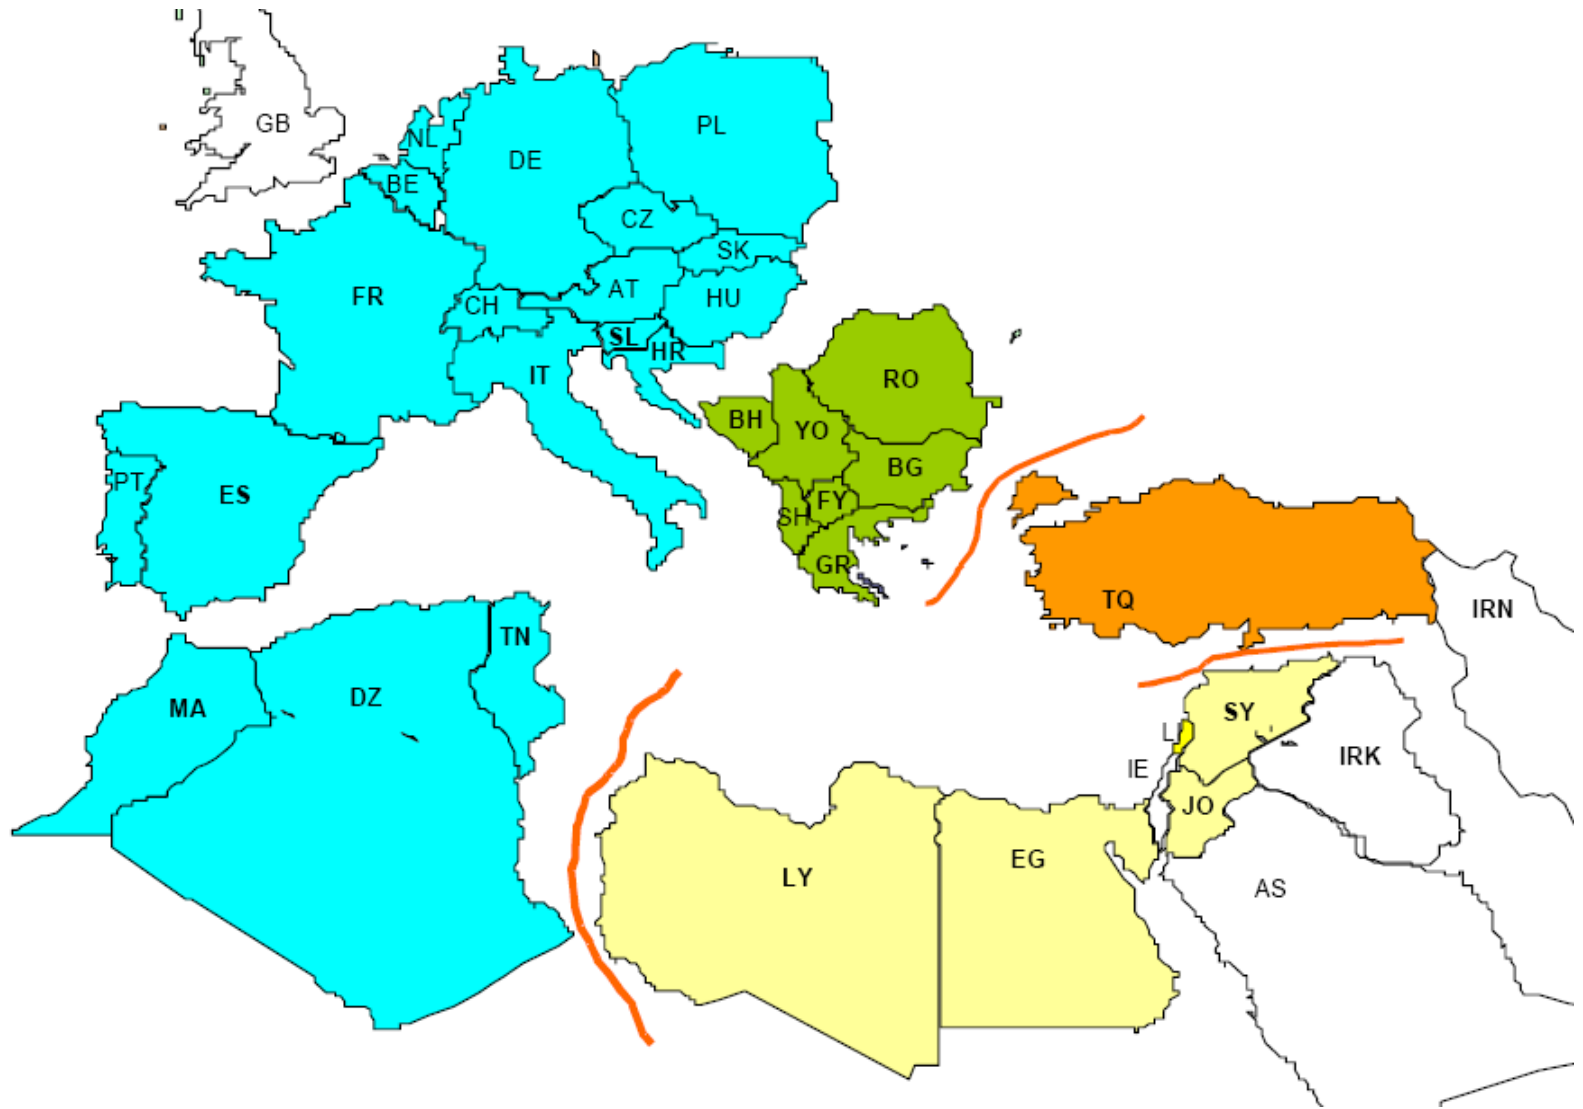 GB
NL
PL
DE
BE
CZ
SK
FR
AT
HU
CH
SL
HR
IT
RO
BH
YO
BG
PT
ES
FY
SH
GR
TQ
IRN
TN
MA
DZ
SY
IE
IRK
JO
LY
EG
AS